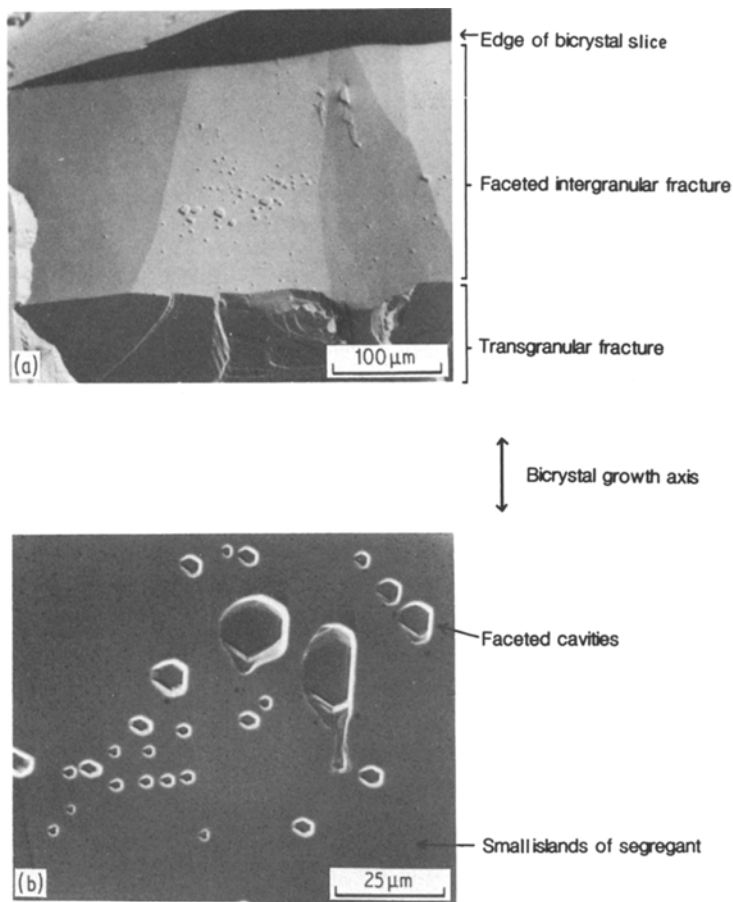 Edge of bicrystal slice
Faceted intergranular fracture
Transgranular fracture
(a)
100 μm
Bicrystal growth axis
Faceted cavities
Small islands of segregant
(b)
25 μm